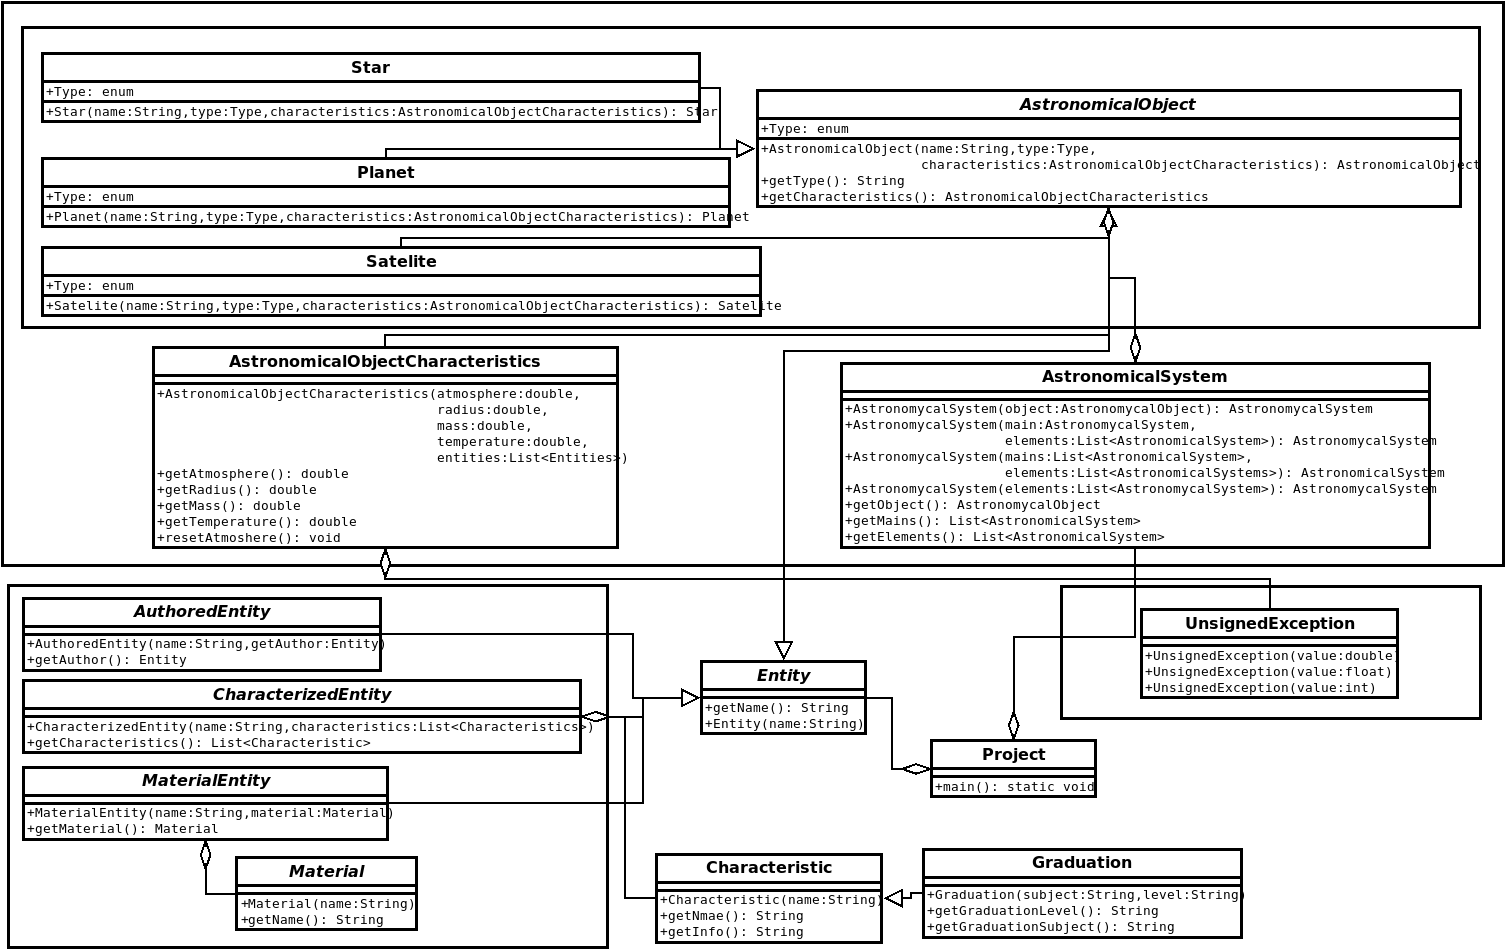 Star
+Type: enum
+Star(name:String,type:Type,characteristics:AstronomicalObjectCharacteristics): Star
AstronomicalObject
+Type: enum
+AstronomicalObject(name:String,type:Type,
characteristics:AstronomicalObjectCharacteristics): AstronomicalObject
+getType(): String
+getCharacteristics(): AstronomicalObjectCharacteristics
Planet
+Type: enum
+Planet(name:String,type:Type,characteristics:AstronomicalObjectCharacteristics): Planet
Satelite
+Type: enum
+Satelite(name:String,type:Type,characteristics:AstronomicalObjectCharacteristics): Satelite
AstronomicalObjectCharacteristics
+AstronomicalObjectCharacteristics(atmosphere:double,
radius:double,
mass:double,
temperature:double,
entities:List<Entities>)
+getAtmosphere(): double
+getRadius(): double
+getMass(): double
+getTemperature(): double
+resetAtmoshere(): void
AstronomicalSystem
+AstronomycalSystem(object:AstronomycalObject): AstronomycalSystem
+AstronomycalSystem(main:AstronomycalSystem,
elements:List<AstronomicalSystem>): AstronomycalSystem
+AstronomycalSystem(mains:List<AstronomicalSystem>,
elements:List<AstronomicalSystems>): AstronomicalSystem
+AstronomycalSystem(elements:List<AstronomycalSystem>): AstronomycalSystem
+getObject(): AstronomycalObject
+getMains(): List<AstronomicalSystem>
+getElements(): List<AstronomicalSystem>
AuthoredEntity
+AuthoredEntity(name:String,getAuthor:Entity)
+getAuthor(): Entity
CharacterizedEntity
+CharacterizedEntity(name:String,characteristics:List<Characteristics>)
+getCharacteristics(): List<Characteristic>
MaterialEntity
+MaterialEntity(name:String,material:Material)
+getMaterial(): Material
Material
+Material(name:String)
+getName(): String
Entity
+getName(): String
+Entity(name:String)
UnsignedException
+UnsignedException(value:double)
+UnsignedException(value:float)
+UnsignedException(value:int)
Project
+main(): static void
Characteristic
+Characteristic(name:String)
+getNmae(): String
+getInfo(): String
Graduation
+Graduation(subject:String,level:String)
+getGraduationLevel(): String
+getGraduationSubject(): String